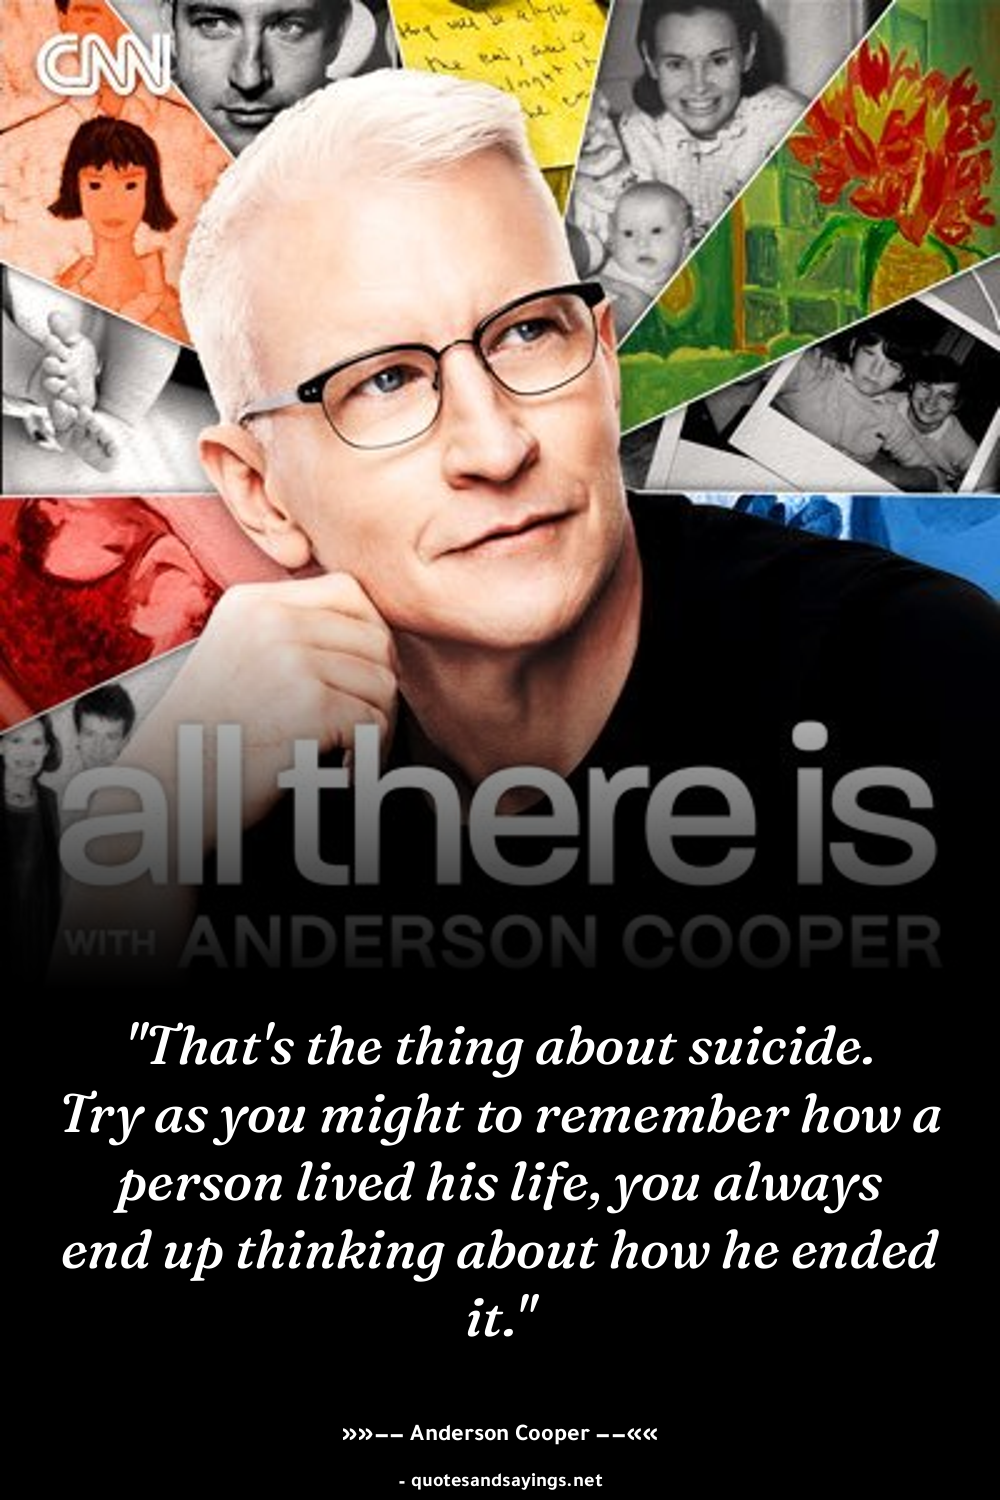 CNN
all there is
WITH ANDERSON COOPER
"That's the thing about suicide.
Try as you might to remember how a
person lived his life, you always
end up thinking about how he ended
it."
»»−− Anderson Cooper −−««
- quotesandsayings.net